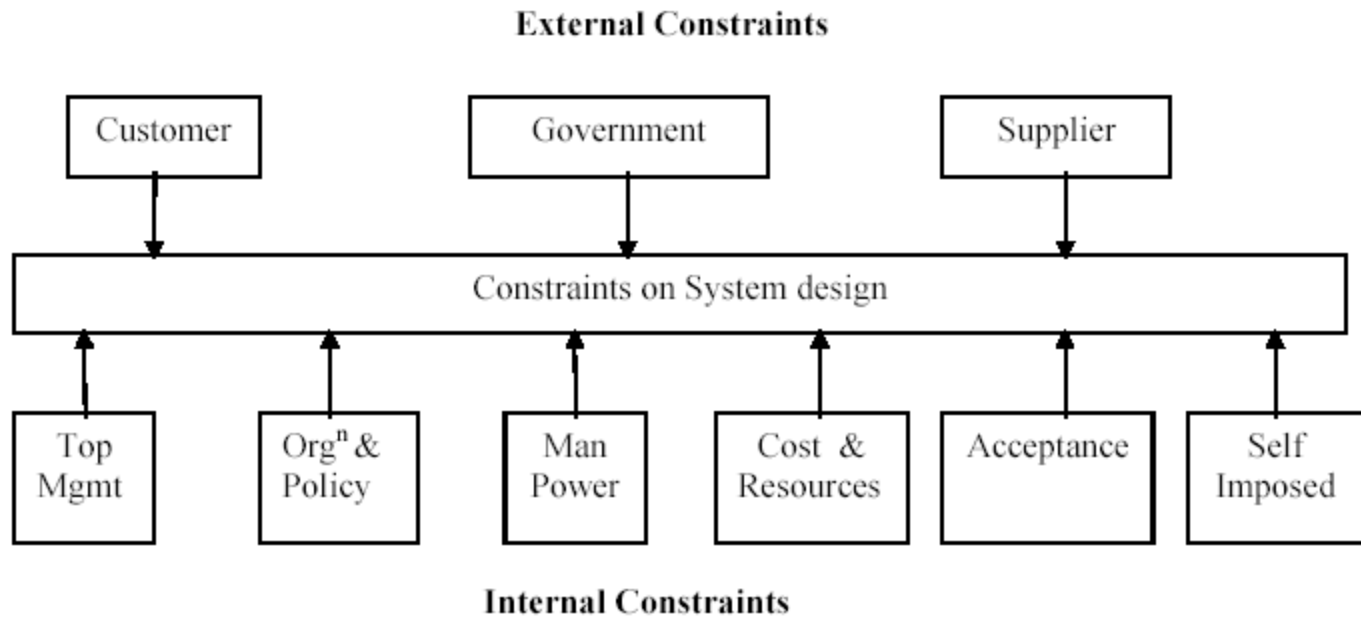 External Constraints
Customer
Government
Supplier
Constraints on System design
Top
Mgmt
Orgⁿ &
Policy
Man
Power
Cost &
Resources
Acceptance
Self
Imposed
Internal Constraints